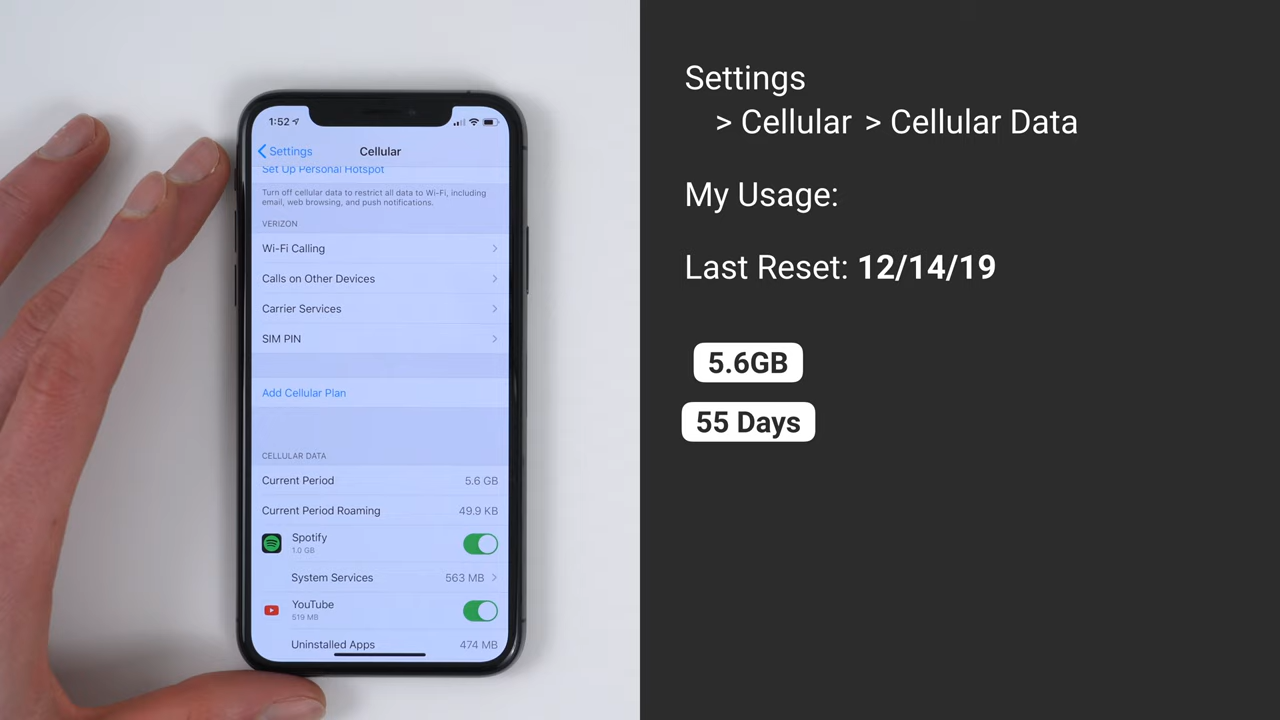 1:52
Settings
Cellular
Set Up Personal Hotspot
Turn off cellular data to restrict all data to Wi-Fi, including
email, web browsing, and push notifications.
VERIZON
Wi-Fi Calling
Calls on Other Devices
Carrier Services
SIM PIN
Add Cellular Plan
CELLULAR DATA
Current Period 5.6 GB
Current Period Roaming 49.9 KB
Spotify
1.0 GB
System Services 563 MB
YouTube
519 MB
Uninstalled Apps 474 MB
Settings
> Cellular > Cellular Data
My Usage:
Last Reset: 12/14/19
5.6GB
55 Days